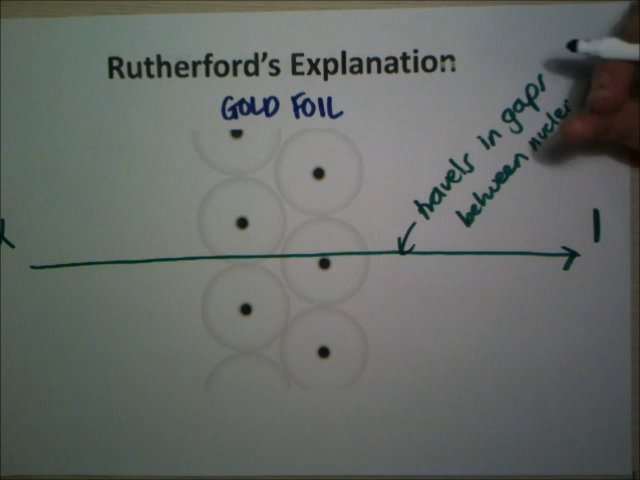 Rutherford's Explanation
GOLD FOIL
travels in gaps
between nuclei
1